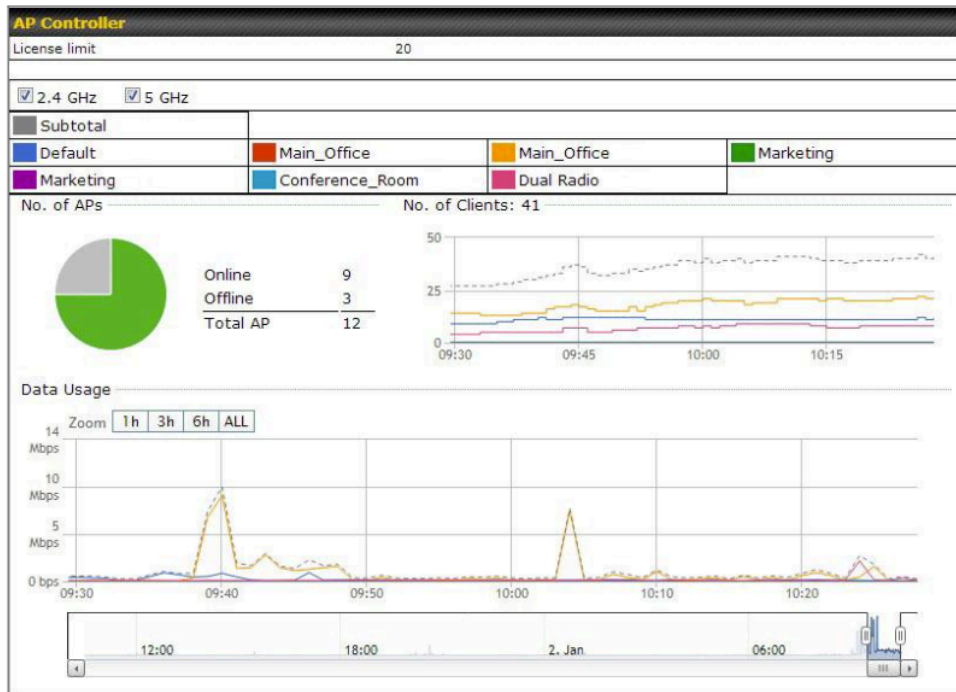 AP Controller
License limit 20
2.4 GHz 5 GHz
Subtotal
Default Main_Office Main_Office Marketing
Marketing Conference_Room Dual Radio
No. of APs No. of Clients: 41
50
Online 9
25
Offline 3
Total AP 12
0
09:30 09:45 10:00 10:15
Data Usage
Zoom 1h 3h 6h ALL
14
Mbps
10
Mbps
5
Mbps
0 bps
09:30 09:40 09:50 10:00 10:10 10:20
12:00 18:00 2. Jan 06:00